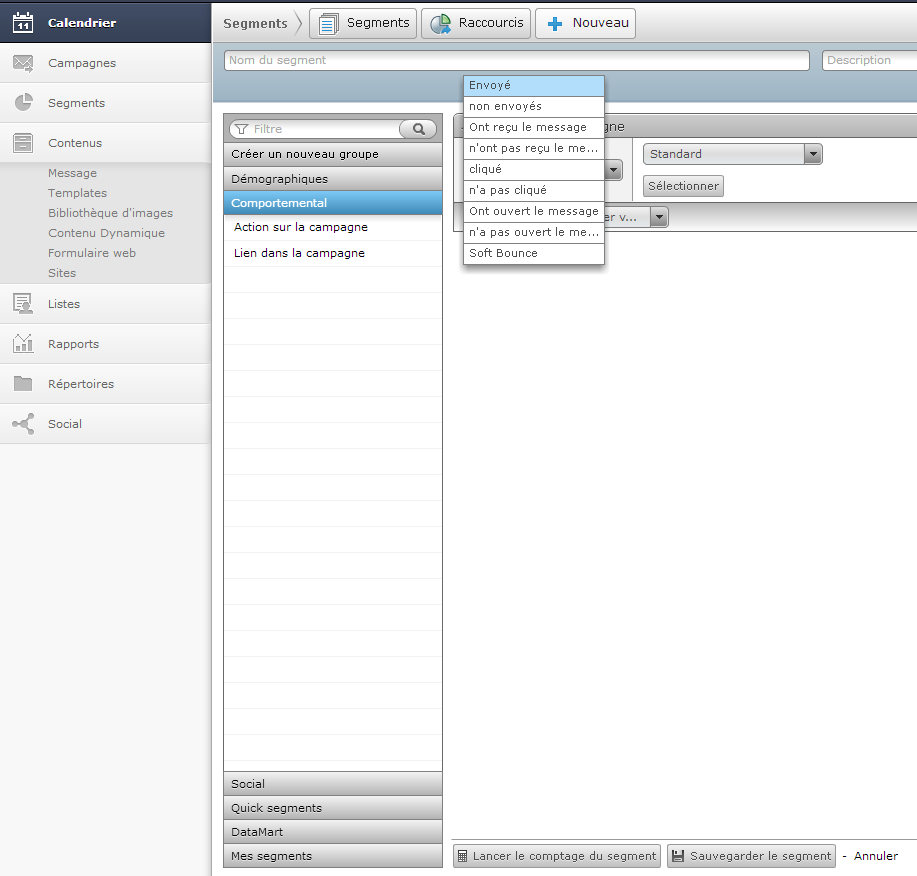 11 Calendrier
Campagnes
Segments
Contenus
Message
Templates
Bibliothèque d'images
Contenu Dynamique
Formulaire web
Sites
Listes
Rapports
Répertoires
Social
Segments
Segments
Raccourcis
Nouveau
Nom du segment
Description
Filtre
Créer un nouveau groupe
Démographiques
Comportemental
Action sur la campagne
Lien dans la campagne
Social
Quick segments
DataMart
Mes segments
Envoyé
non envoyés
Ont reçu le message
n'ont pas reçu le me...
cliqué
n'a pas cliqué
Ont ouvert le message
n'a pas ouvert le me...
Soft Bounce
gne
Standard
Sélectionner
er v...
Lancer le comptage du segment
Sauvegarder le segment
- Annuler